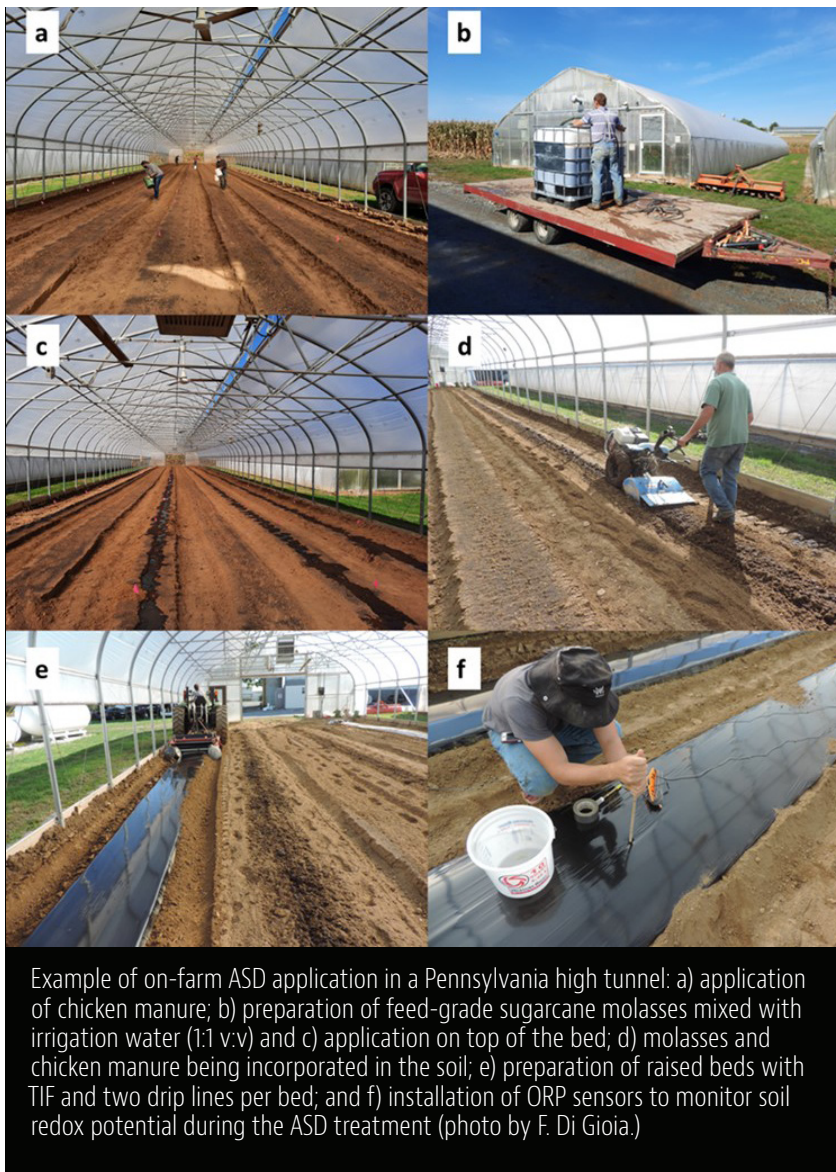 a
b
c
d
e
f
Example of on-farm ASD application in a Pennsylvania high tunnel: a) application
of chicken manure; b) preparation of feed-grade sugarcane molasses mixed with
irrigation water (1:1 v:v) and c) application on top of the bed; d) molasses and
chicken manure being incorporated in the soil; e) preparation of raised beds with
TIF and two drip lines per bed; and f) installation of ORP sensors to monitor soil
redox potential during the ASD treatment (photo by F. Di Gioia.)